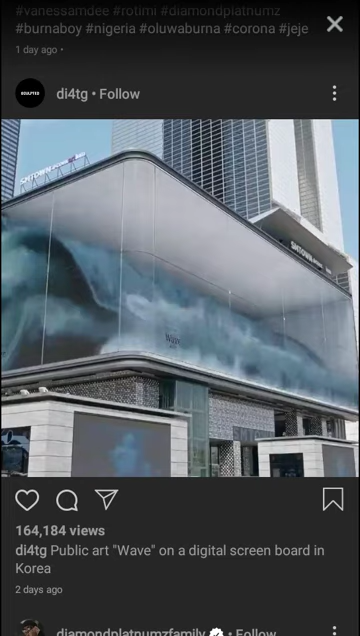 #vanessamdee #rotimi #diamondplatnumz
#burnaboy #nigeria #oluwaburna #corona #jeje
1 day ago •
di4tg • Follow
SMTOWN
SMTOWN
Wave
164,184 views
di4tg Public art "Wave" on a digital screen board in
Korea
2 days ago
diamondplatnumzfamily • Follow